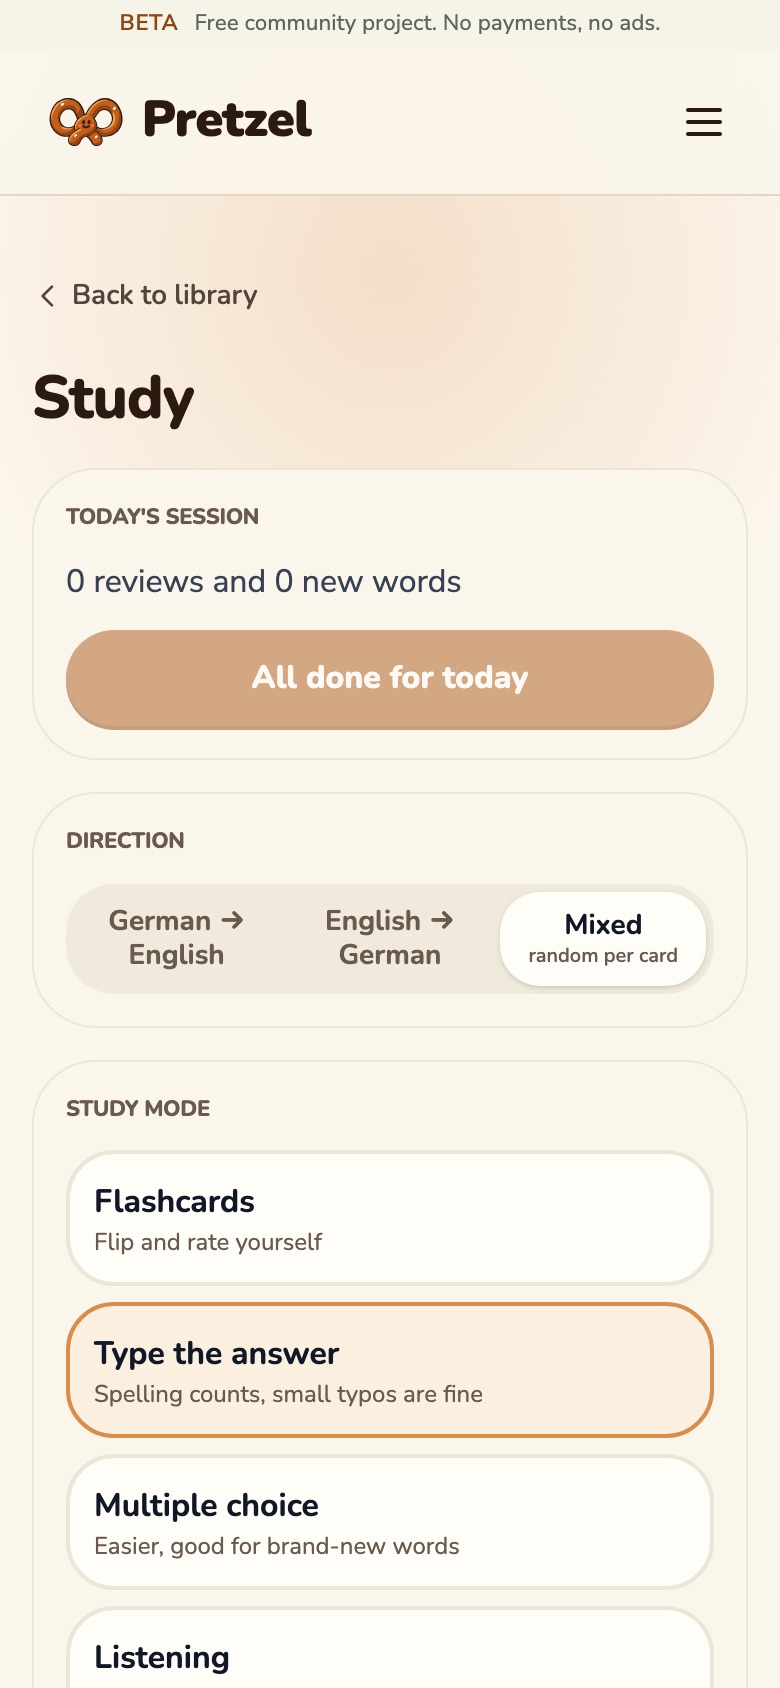 BETA Free community project. No payments, no ads.
Pretzel
Back to library
Study
TODAY'S SESSION
0 reviews and 0 new words
All done for today
DIRECTION
German →
English
English →
German
Mixed
random per card
STUDY MODE
Flashcards
Flip and rate yourself
Type the answer
Spelling counts, small typos are fine
Multiple choice
Easier, good for brand-new words
Listening